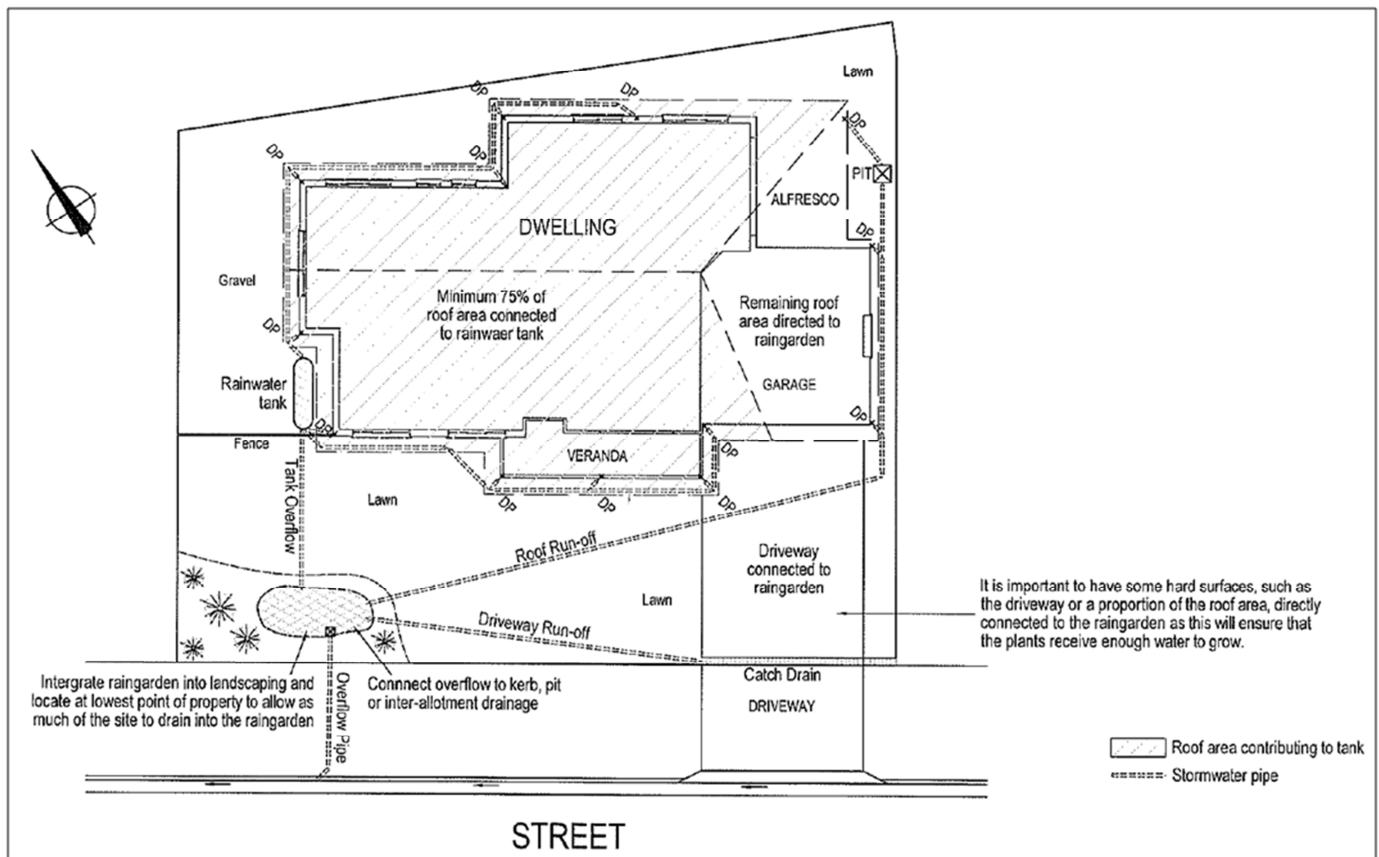 Lawn
DP
DP
DP
DP
DP
PIT
ALFRESCO
DWELLING
DP
Gravel
Minimum 75% of
roof area connected
to rainwaer tank
Remaining roof
area directed to
raingarden
DP
Rainwater
tank
GARAGE
DP
DP
Fence
VERANDA
DP
Tank Overflow
Lawn
DP
DP
DP
Roof Run-off
Driveway
connected to
raingarden
Lawn
It is important to have some hard surfaces, such as
the driveway or a proportion of the roof area, directly
connected to the raingarden as this will ensure that
the plants receive enough water to grow.
Driveway Run-off
Intergrate raingarden into landscaping and
locate at lowest point of property to allow as
much of the site to drain into the raingarden
Overflow Pipe
Connnect overflow to kerb, pit
or inter-allotment drainage
Catch Drain
DRIVEWAY
Roof area contributing to tank
Stormwater pipe
STREET